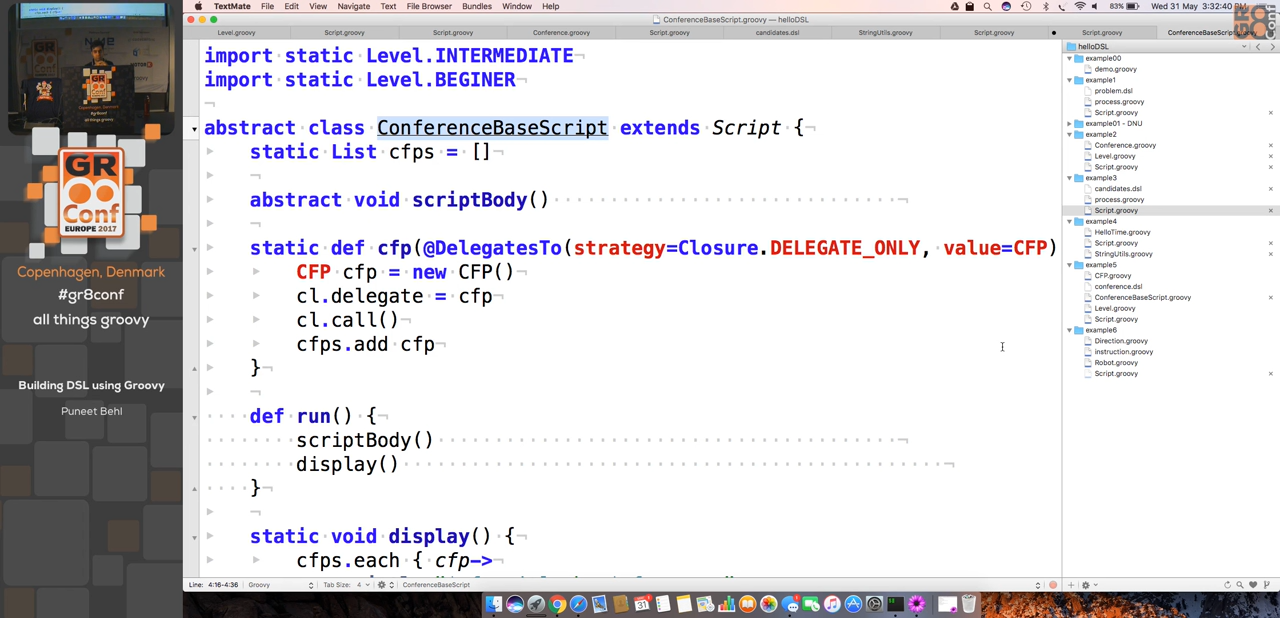 TextMate File Edit View Navigate Text File Browser Bundles Window Help
83% Wed 31 May 3:32:40 PM
ConferenceBaseScript.groovy — helloDSL
Level.groovy Script.groovy Script.groovy Conference.groovy Script.groovy candidates.dsl StringUtils.groovy Script.groovy Script.groovy ConferenceBaseScript.groovy
import static Level.INTERMEDIATE
import static Level.BEGINER
abstract class ConferenceBaseScript extends Script {
static List cfps = []
abstract void scriptBody()
static def cfp(@DelegatesTo(strategy=Closure.DELEGATE_ONLY, value=CFP)
CFP cfp = new CFP()
cl.delegate = cfp
cl.call()
cfps.add cfp
}
def run() {
scriptBody()
display()
}
static void display() {
cfps.each { cfp->
Line: 4:16-4:36 Groovy Tab Size: 4 ConferenceBaseScript
helloDSL
example00
demo.groovy
example1
problem.dsl
process.groovy
Script.groovy
example01 - DNU
example2
Conference.groovy
Level.groovy
Script.groovy
example3
candidates.dsl
process.groovy
Script.groovy
example4
HelloTime.groovy
Script.groovy
StringUtils.groovy
example5
CFP.groovy
conference.dsl
ConferenceBaseScript.groovy
Level.groovy
Script.groovy
example6
Direction.groovy
instruction.groovy
Robot.groovy
Script.groovy
GR
Conf
EUROPE 2017
Copenhagen, Denmark
#gr8conf
all things groovy
Building DSL using Groovy
Puneet Behl